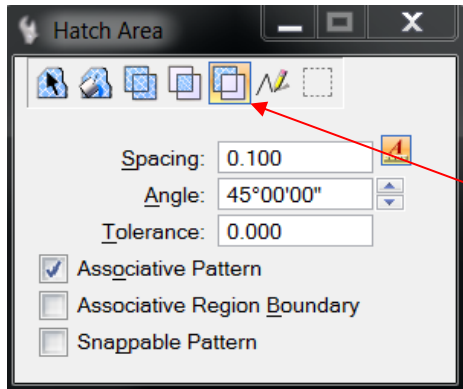 Hatch Area
X
Spacing: 0.100
A
Angle: 45°00'00"
Tolerance: 0.000
Associative Pattern
Associative Region Boundary
Snappable Pattern